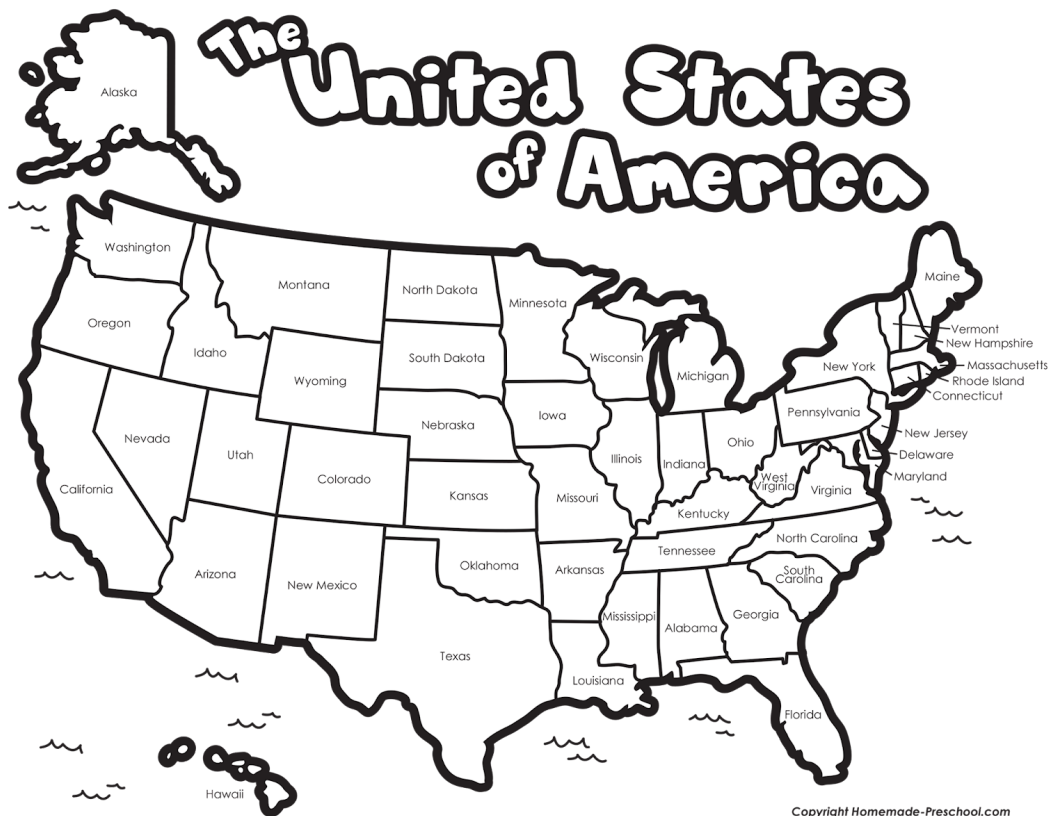 The
United States
of America
Alaska
Washington
Montana
North Dakota
Minnesota
Maine
Oregon
Idaho
Wyoming
South Dakota
Wisconsin
Michigan
New York
Vermont
New Hampshire
Massachusetts
Rhode Island
Connecticut
Nevada
Utah
Colorado
Nebraska
Iowa
Illinois
Indiana
Ohio
Pennsylvania
New Jersey
Delaware
Maryland
California
Kansas
Missouri
Kentucky
West
Virginia
Virginia
Arizona
New Mexico
Oklahoma
Arkansas
Tennessee
North Carolina
South
Carolina
Texas
Louisiana
Mississippi
Alabama
Georgia
Florida
Hawaii
Copyright Homemade-Preschool.com